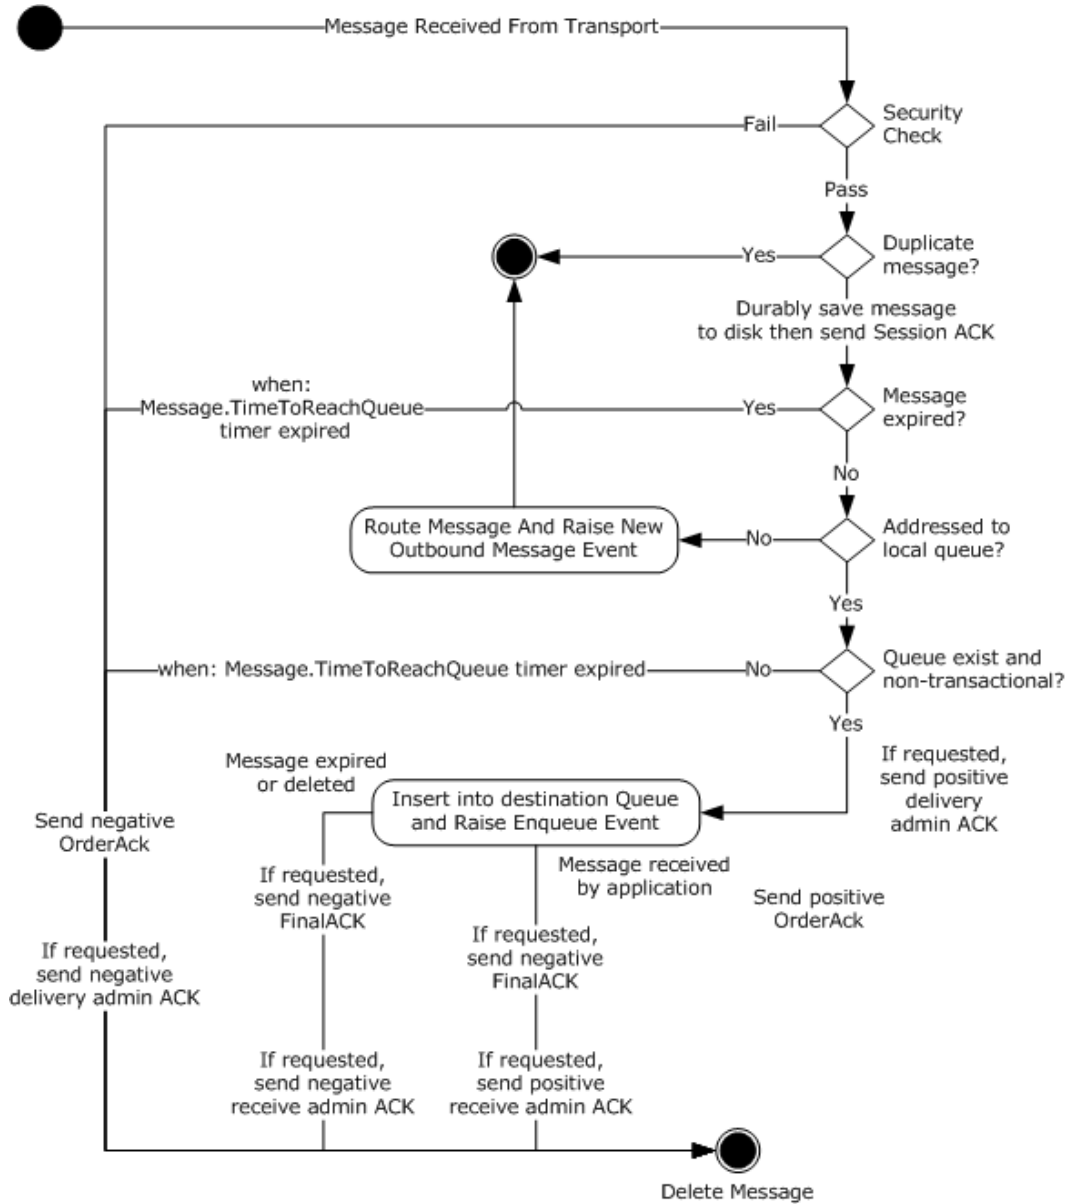 Message Received From Transport
Security
Check
Fail
Pass
Duplicate
message?
Yes
Durably save message
to disk then send Session ACK
when:
Message.TimeToReachQueue
timer expired
Yes
Message
expired?
No
Route Message And Raise New
Outbound Message Event
No
Addressed to
local queue?
Yes
when: Message.TimeToReachQueue timer expired
No
Queue exist and
non-transactional?
Yes
If requested,
send positive
delivery
admin ACK
Message expired
or deleted
Insert into destination Queue
and Raise Enqueue Event
Send negative
OrderAck
If requested,
send negative
FinalACK
Message received
by application
Send positive
OrderAck
If requested,
send negative
delivery admin ACK
If requested,
send negative
FinalACK
If requested,
send negative
receive admin ACK
If requested,
send positive
receive admin ACK
Delete Message